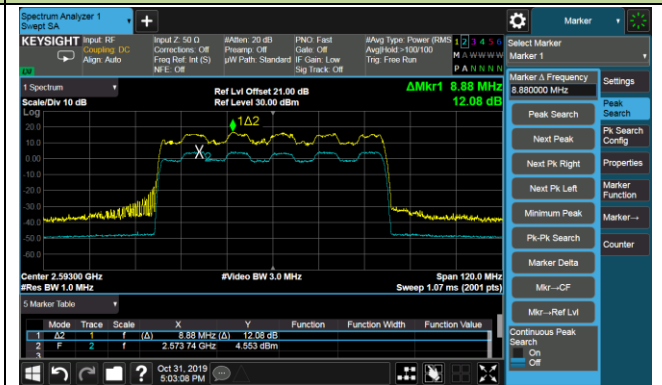 Spectrum Analyzer 1
Swept SA
+
Marker
KEYSIGHT
Input: RF
Coupling: DC
Align: Auto
Input Z: 50 Ω
Corrections: Off
Freq Ref: Int (S)
NFE: Off
#Atten: 20 dB
Preamp: Off
µW Path: Standard
PNO: Fast
Gate: Off
IF Gain: Low
Sig Track: Off
#Avg Type: Power (RMS
Avg|Hold:>100/100
Trig: Free Run
1 2 3 4 5 6
M A W W W W
P A N N N N
Select Marker
Marker 1
Marker Δ Frequency
8.880000 MHz
Settings
1 Spectrum
Scale/Div 10 dB
Ref Lvl Offset 21.00 dB
Ref Level 30.00 dBm
ΔMkr1 8.88 MHz
12.08 dB
Log
20.0
10.0
0.00
-10.0
-20.0
-30.0
-40.0
-50.0
-60.0
1Δ2
X2
Peak Search
Next Peak
Next Pk Right
Next Pk Left
Minimum Peak
Pk-Pk Search
Marker Delta
Mkr→CF
Mkr→Ref Lvl
Continuous Peak
Search
On
Off
Peak
Search
Pk Search
Config
Properties
Marker
Function
Marker→
Counter
Center 2.59300 GHz
#Res BW 1.0 MHz
#Video BW 3.0 MHz
Span 120.0 MHz
Sweep 1.07 ms (2001 pts)
5 Marker Table
Mode Trace Scale X Y Function Function Width Function Value
1 Δ2 1 f (Δ) 8.88 MHz (Δ) 12.08 dB
2 F 2 f 2.573 74 GHz 4.553 dBm
3
?
Oct 31, 2019
5:03:08 PM